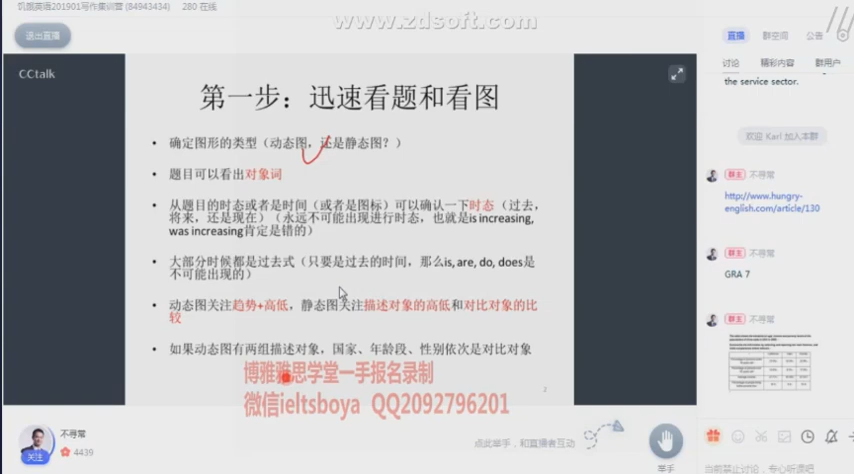 饥饿英语201901写作集训营 (84943434) 280 在线
www.zdsoft.com
退出直播
直播 群空间 公告
讨论 精彩内容 群用户
CCtalk
第一步：迅速看题和看图
• 确定图形的类型（动态图，还是静态图？）
• 题目可以看出对象词
• 从题目的时态或者是时间（或者是图标）可以确认一下时态（过去，
将来，还是现在）（永远不可能出现进行时态，也就是is increasing,
was increasing肯定是错的）
• 大部分时候都是过去式（只要是过去的时间，那么is, are, do, does是
不可能出现的）
• 动态图关注趋势+高低，静态图关注描述对象的高低和对比对象的比
较
• 如果动态图有两组描述对象，国家、年龄段、性别依次是对比对象
2
博雅雅思学堂一手报名录制
微信ieltsboya QQ2092796201
the service sector.
欢迎 Karl 加入本群
群主 不寻常
http://www.hungry-
english.com/article/130
群主 不寻常
GRA 7
群主 不寻常
不寻常
4439
关注
点此举手，和直播者互动
举手
当前禁止讨论，专心听课吧